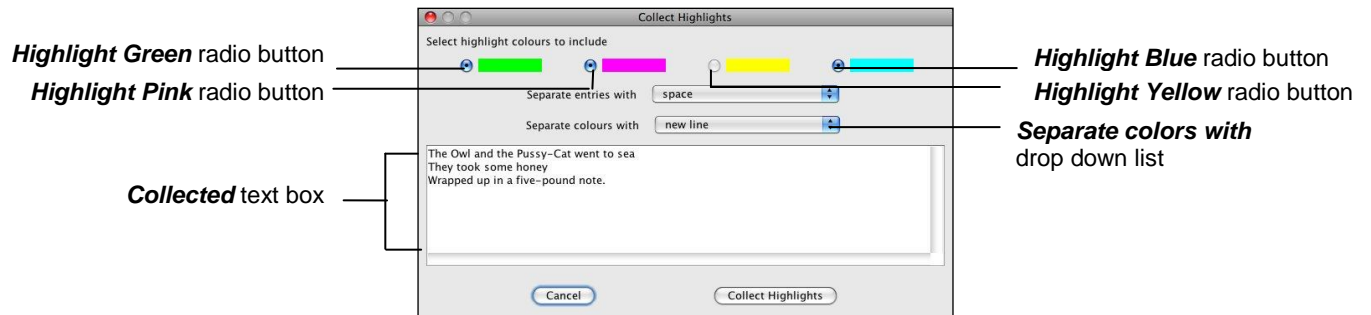 Collect Highlights
Select highlight colours to include
Highlight Green radio button
Highlight Pink radio button
Highlight Blue radio button
Highlight Yellow radio button
Separate entries with space
Separate colours with new line
Separate colors with
drop down list
The Owl and the Pussy-Cat went to sea
They took some honey
Wrapped up in a five-pound note.
Collected text box
Cancel Collect Highlights